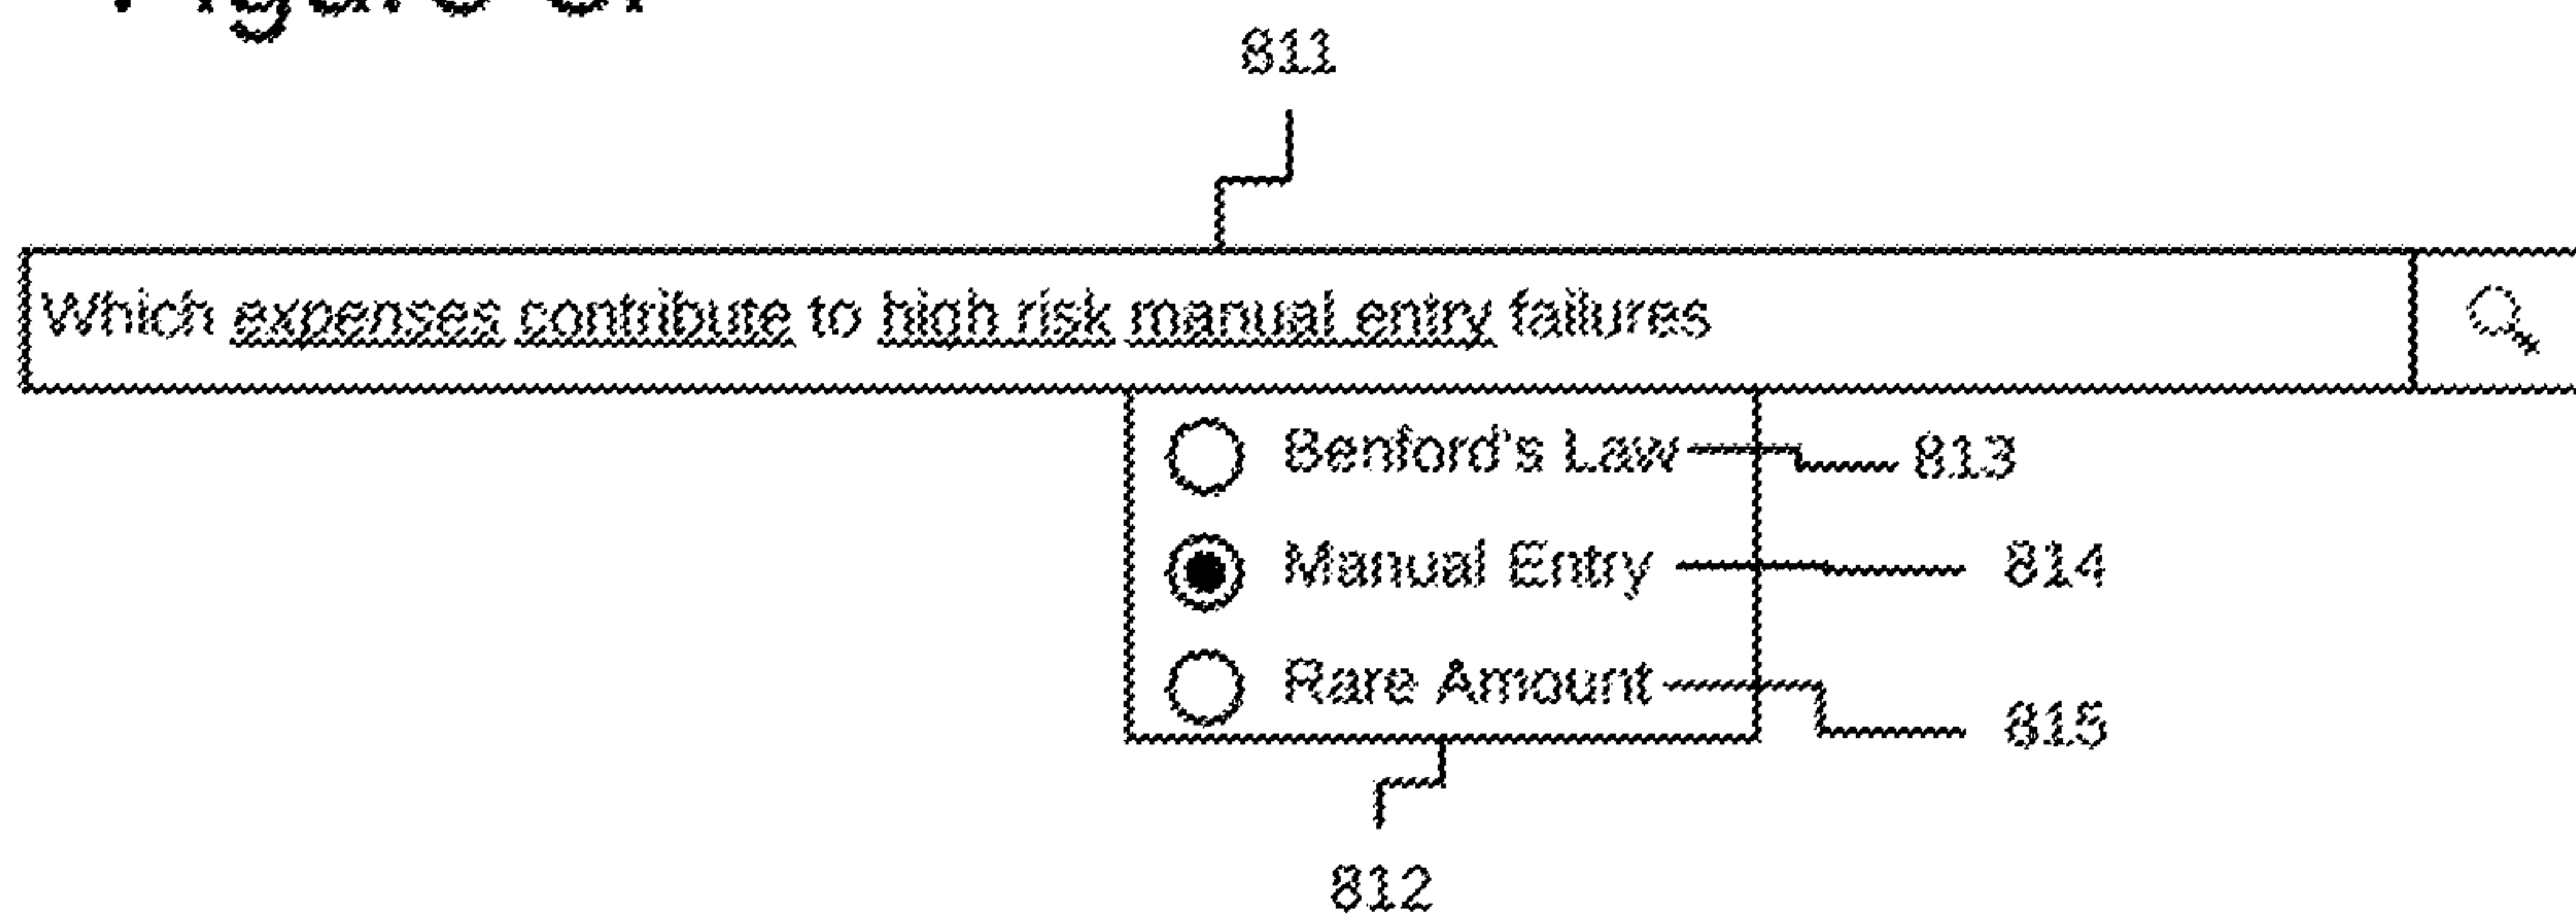 811
Which expenses contribute to high risk manual entry failures
Benford's Law 813
Manual Entry 814
Rare Amount 815
812